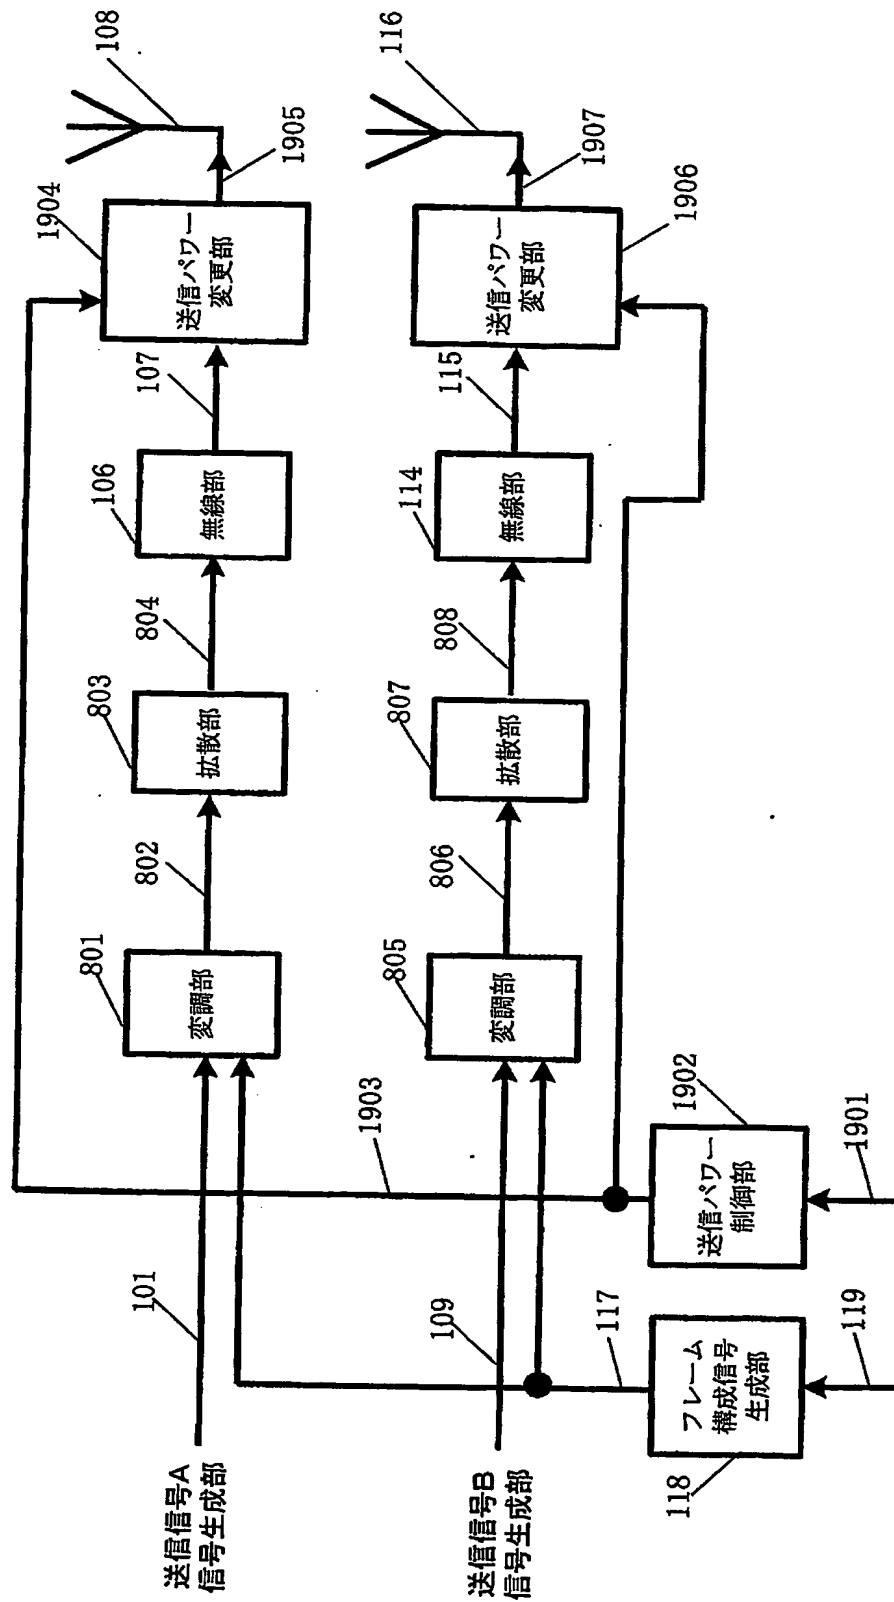 送信信号A
信号生成部
101
801
変調部
802
803
拡散部
804
106
無線部
107
1904
送信パワー
変更部
1905
108
1903
送信信号B
信号生成部
109
805
変調部
806
807
拡散部
808
114
無線部
115
送信パワー
変更部
1906
1907
116
118
フレーム
構成信号
生成部
117
119
1902
送信パワー
制御部
1901